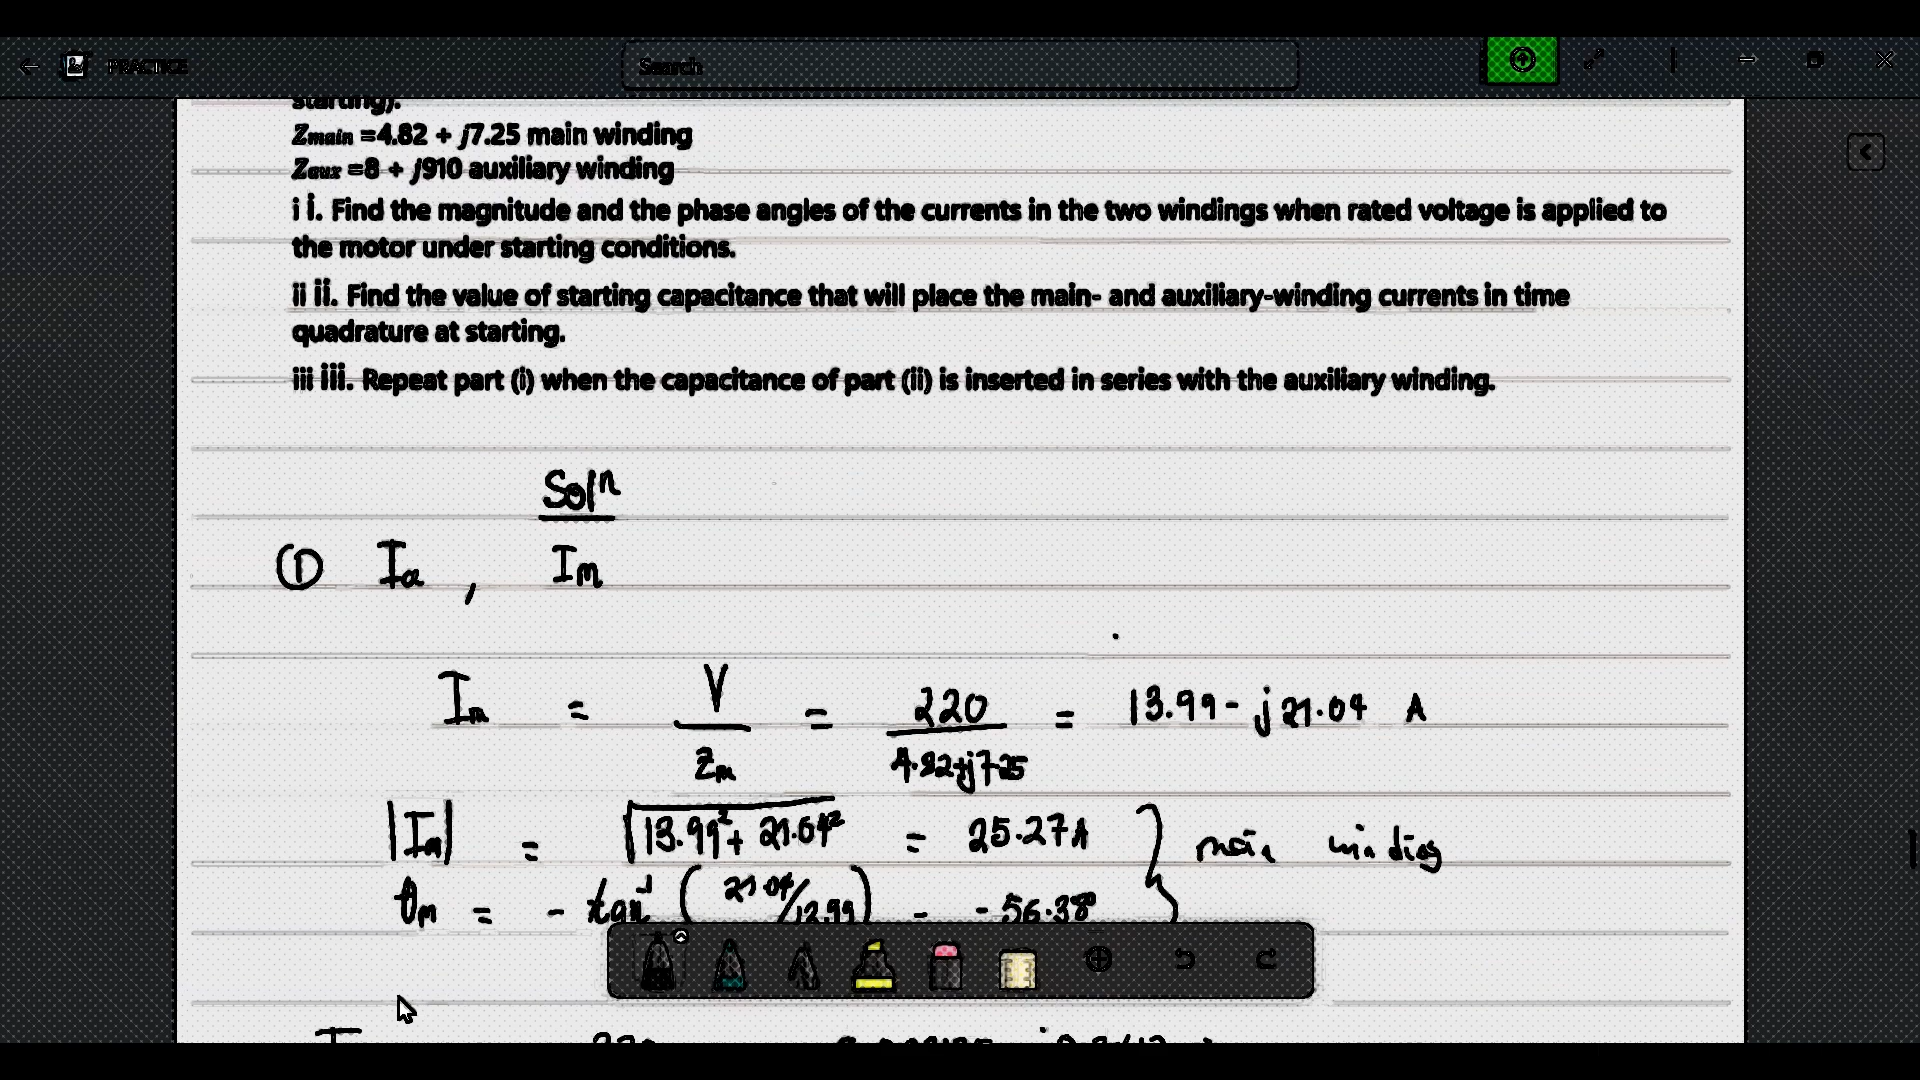 PRACTICE
Search
starting).
Zmain =4.82 + j7.25 main winding
Zaux =8 + j910 auxiliary winding
i i. Find the magnitude and the phase angles of the currents in the two windings when rated voltage is applied to
the motor under starting conditions.
ii ii. Find the value of starting capacitance that will place the main- and auxiliary-winding currents in time
quadrature at starting.
iii iii. Repeat part (i) when the capacitance of part (ii) is inserted in series with the auxiliary winding.
Solⁿ
① Ia , Im
Im = V / Zm = 220 / 4.82+j7.25 = 13.99 - j21.04 A
|Im| = √13.99² + 21.04² = 25.27A } main winding
θm = - tan⁻¹ (21.04/13.99) = - 56.38°